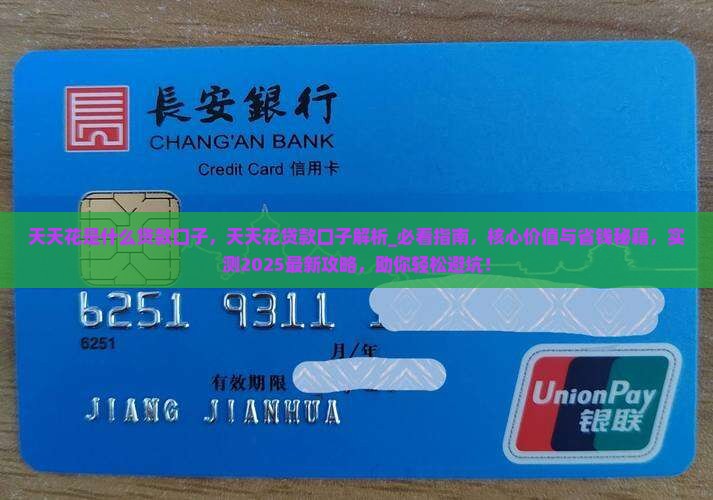 長安銀行
CHANG'AN BANK
Credit Card 信用卡
天天花是什么贷款口子，天天花贷款口子解析_必看指南，核心价值与省钱秘籍，实
测2025最新攻略，助你轻松避坑！
6251 9311 1
6251
月/年
有效期限
JIANG JIANHUA
UnionPay
银联